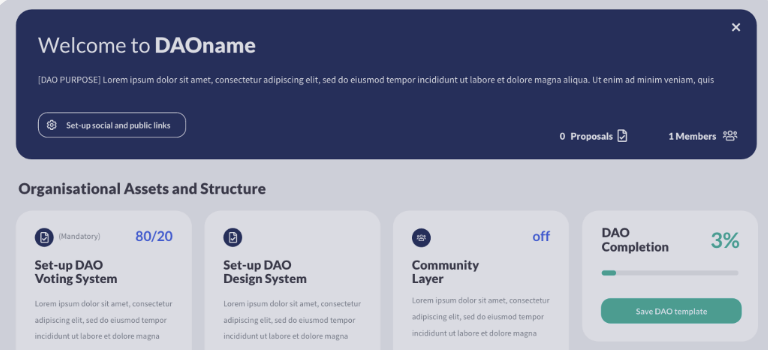 Welcome to DAOname
[DAO PURPOSE] Lorem ipsum dolor sit amet, consectetur adipiscing elit, sed do eiusmod tempor incididunt ut labore et dolore magna aliqua. Ut enim ad minim veniam, quis
Set-up social and public links
0 Proposals
1 Members
Organisational Assets and Structure
(Mandatory) 80/20
Set-up DAO
Voting System
Lorem ipsum dolor sit amet, consectetur
adipiscing elit, sed do eiusmod tempor
incididunt ut labore et dolore magna
Set-up DAO
Design System
Lorem ipsum dolor sit amet, consectetur
adipiscing elit, sed do eiusmod tempor
incididunt ut labore et dolore magna
off
Community
Layer
Lorem ipsum dolor sit amet, consectetur
adipiscing elit, sed do eiusmod tempor
incididunt ut labore et dolore magna
DAO
Completion
3%
Save DAO template